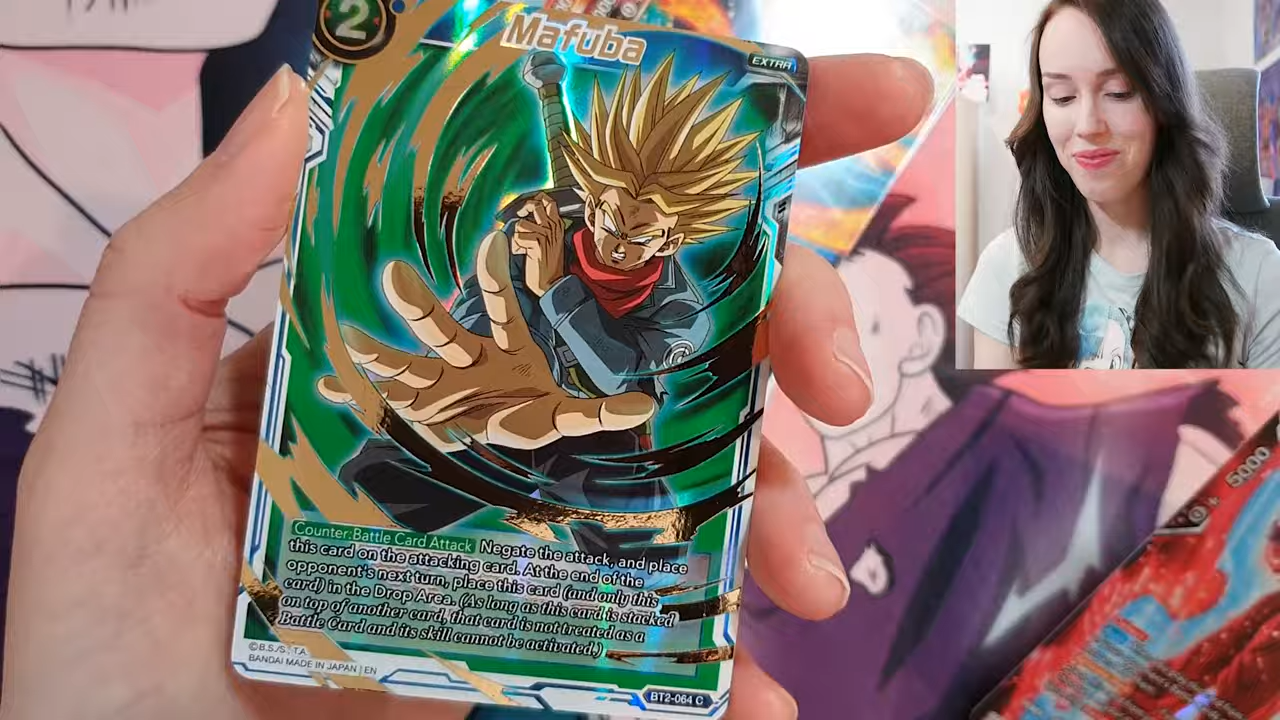 2
Mafuba
EXTRA
Counter:Battle Card Attack Negate the attack, and place
this card on the attacking card. At the end of the
opponent's next turn, place this card (and only this
card) in the Drop Area. (As long as this card is stacked
on top of another card, that card is not treated as a
Battle Card and its skill cannot be activated.)
©B.S./S., T.A.
BANDAI MADE IN JAPAN | EN
BT2-064 C
5000